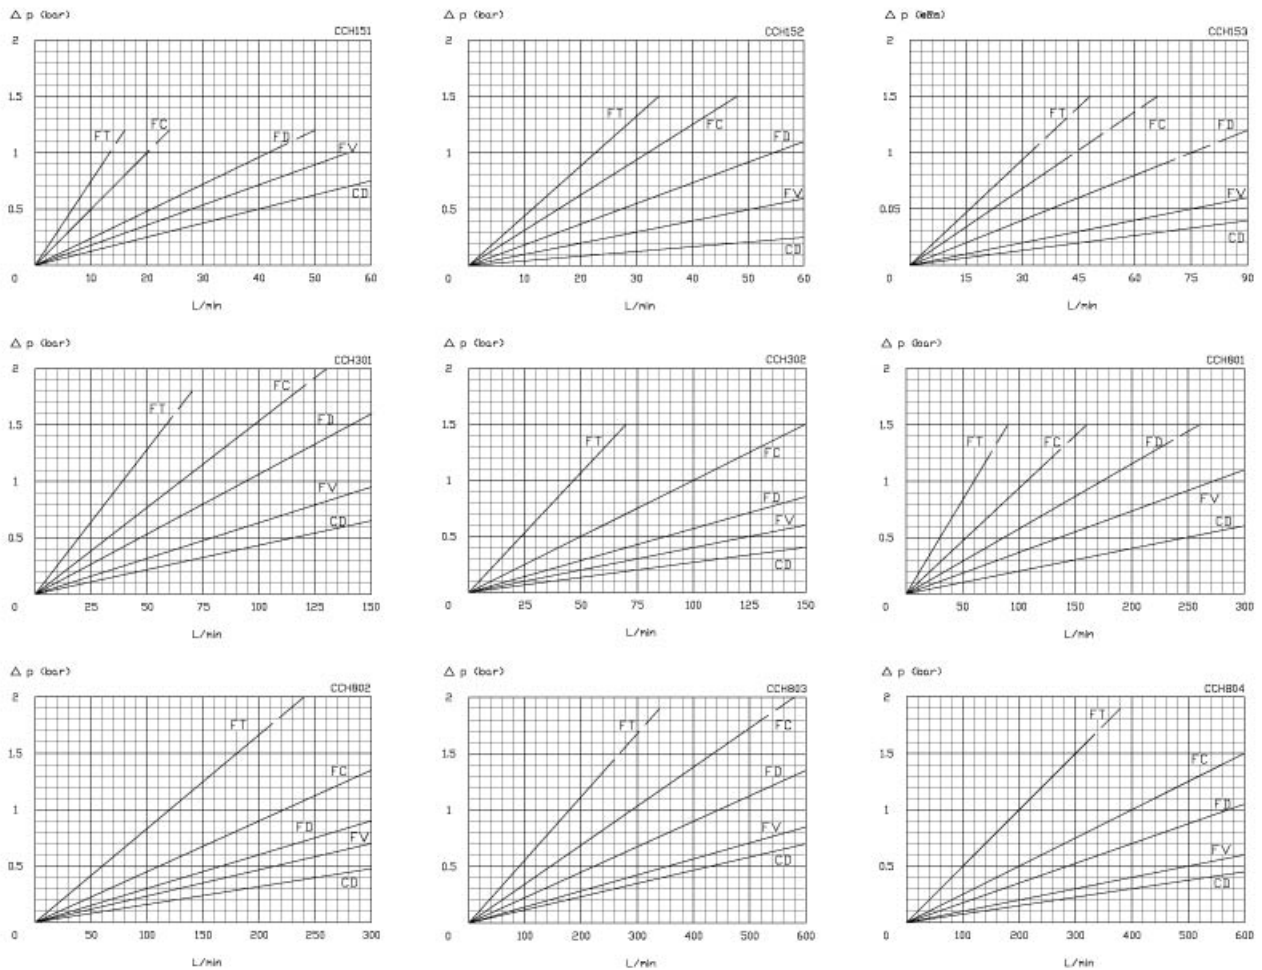 Δ p (bar)
CCH151
2
1.5
FT
FC
FD
FV
1
CD
0.5
0
10
20
30
40
50
60
L/min
Δ p (bar)
CCH152
2
1.5
FT
FC
FD
1
FV
0.5
CD
0
10
20
30
40
50
60
L/min
Δ p
CCH153
2
1.5
FT
FC
FD
1
FV
0.05
CD
0
15
30
45
60
75
90
L/min
Δ p (bar)
CCH301
2
FC
FT
FD
1.5
1
FV
CD
0.5
0
25
50
75
100
125
150
L/min
Δ p (bar)
CCH302
2
1.5
FT
FC
1
FD
FV
0.5
CD
0
25
50
75
100
125
150
L/min
Δ p (bar)
CCH801
2
1.5
FT
FC
FD
1
FV
CD
0.5
0
50
100
150
200
250
300
L/min
Δ p (bar)
CCH802
2
FT
1.5
FC
1
FD
FV
0.5
CD
0
50
100
150
200
250
300
L/min
Δ p (bar)
CCH803
2
FT
FC
1.5
FD
1
FV
CD
0.5
0
100
200
300
400
500
600
L/min
Δ p (bar)
CCH804
2
FT
1.5
FC
1
FD
FV
0.5
CD
0
100
200
300
400
500
600
L/min